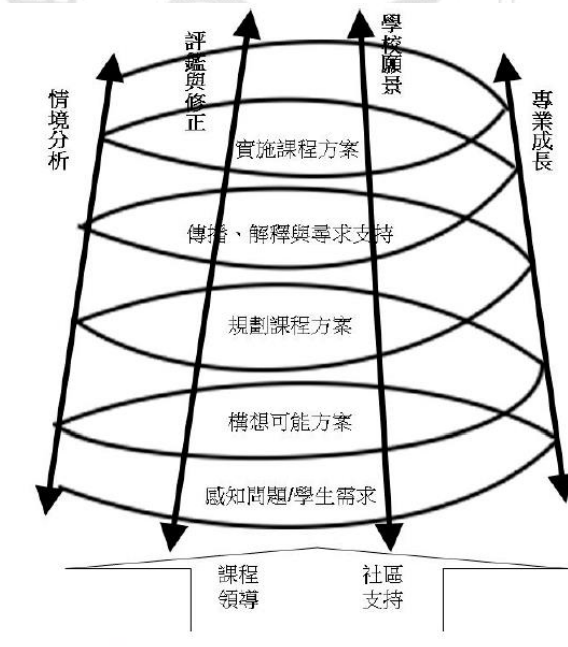 情境分析
評鑑與修正
學校願景
專業成長
實施課程方案
傳播、解釋與尋求支持
規劃課程方案
構想可能方案
感知問題/學生需求
課程
領導
社區
支持